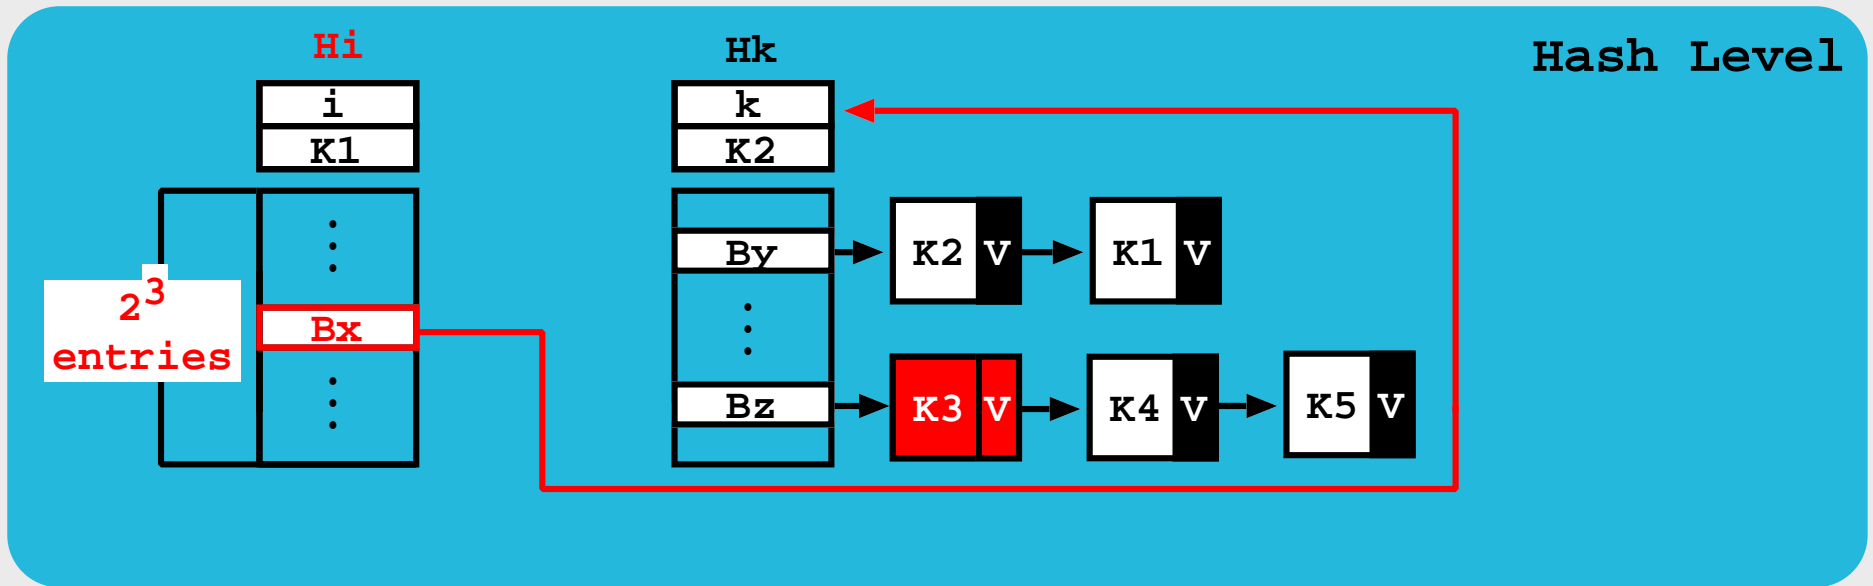 Hash Level
Hi
i
K1
2^3
entries
Bx
Hk
k
K2
By
K2 V
K1 V
Bz
K3 V
K4 V
K5 V